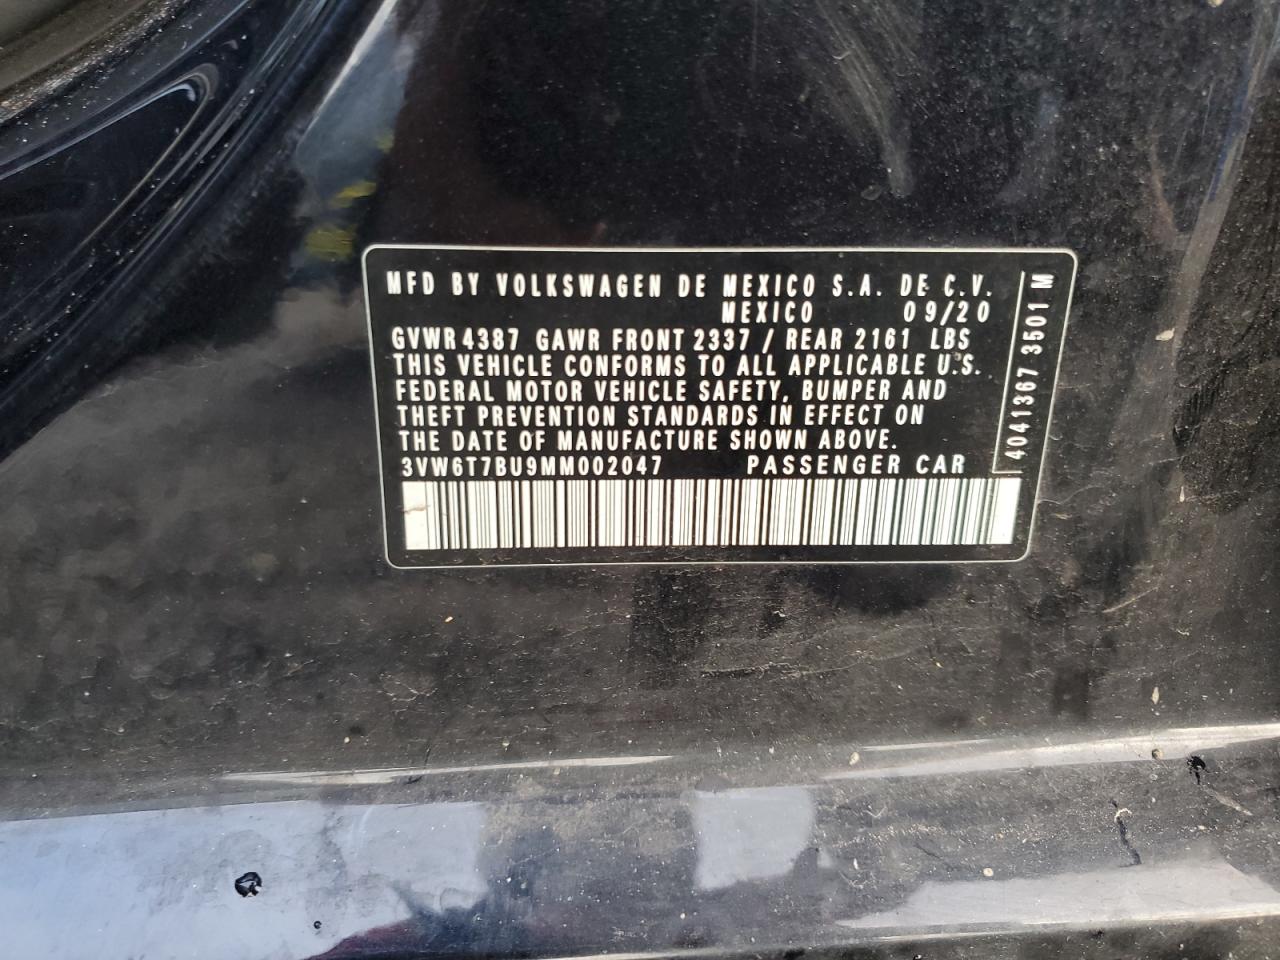 MFD BY VOLKSWAGEN DE MEXICO S.A. DE C.V.
MEXICO 09/20
GVWR 4387 GAWR FRONT 2337 / REAR 2161 LBS
THIS VEHICLE CONFORMS TO ALL APPLICABLE U.S.
FEDERAL MOTOR VEHICLE SAFETY, BUMPER AND
THEFT PREVENTION STANDARDS IN EFFECT ON
THE DATE OF MANUFACTURE SHOWN ABOVE.
3VW6T7BU9MM002047 PASSENGER CAR
4041367 3501 M